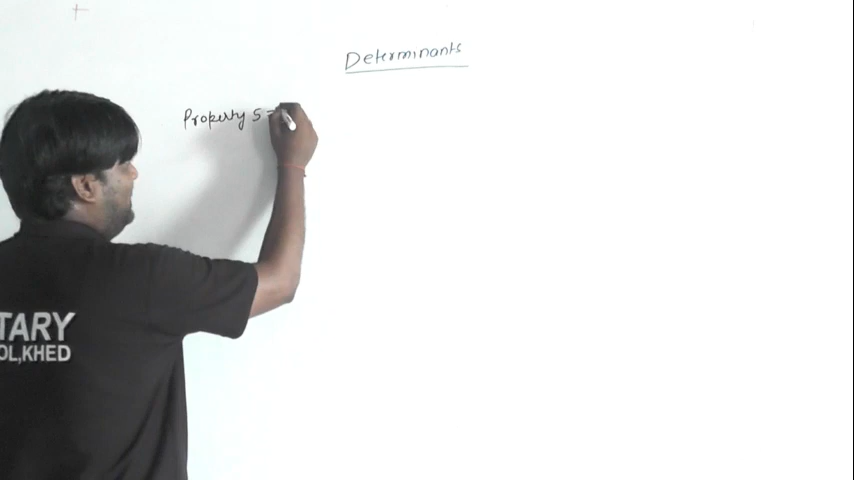 Determinants
Property 5 =
TARY
OL,KHED